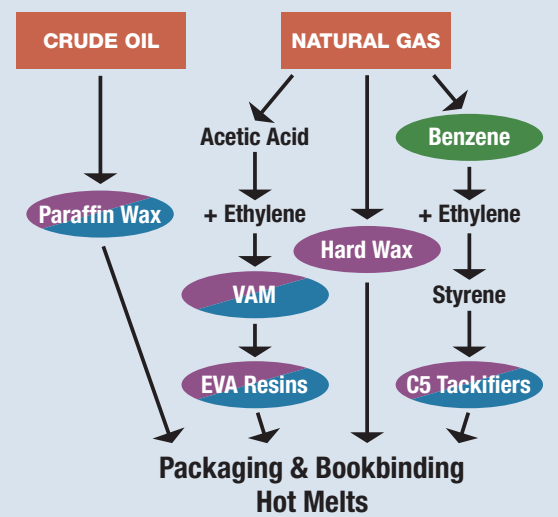 CRUDE OIL
NATURAL GAS
Acetic Acid
Benzene
Paraffin Wax
+ Ethylene
+ Ethylene
Hard Wax
VAM
Styrene
EVA Resins
C5 Tackifiers
Packaging & Bookbinding
Hot Melts